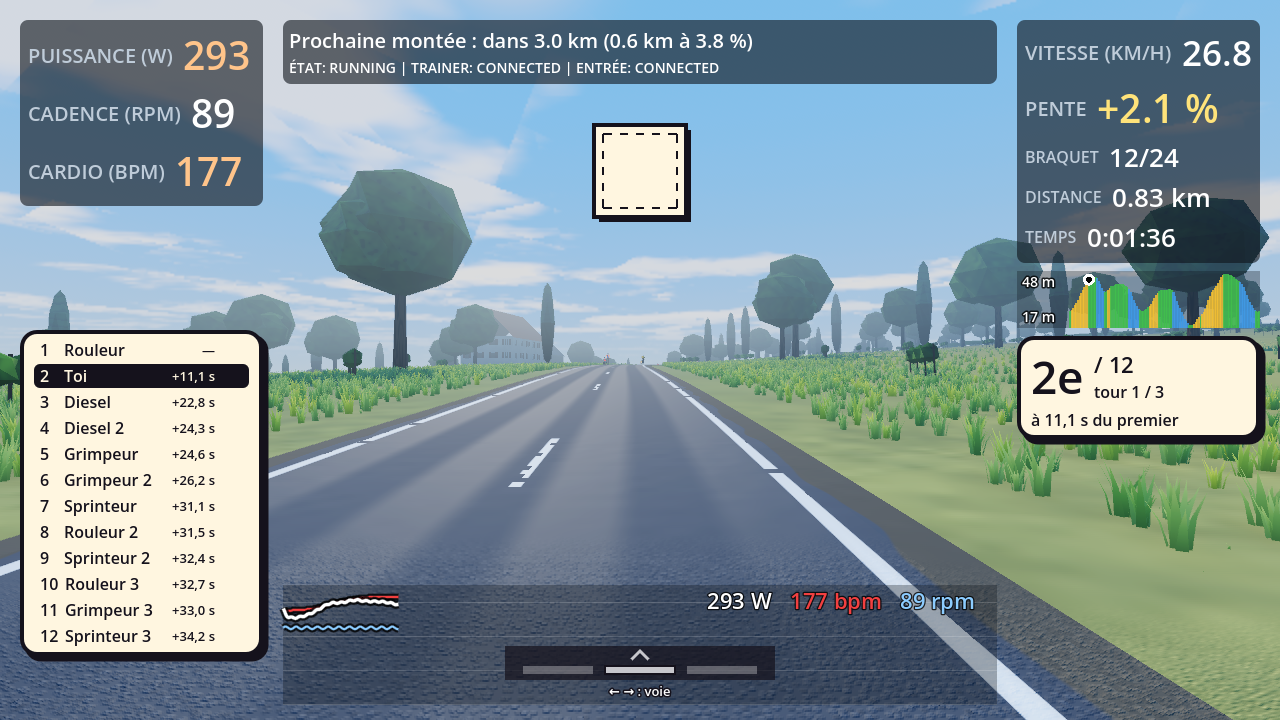 PUISSANCE (W) 293
CADENCE (RPM) 89
CARDIO (BPM) 177
Prochaine montée : dans 3.0 km (0.6 km à 3.8 %)
ÉTAT: RUNNING | TRAINER: CONNECTED | ENTRÉE: CONNECTED
VITESSE (KM/H) 26.8
PENTE +2.1 %
BRAQUET 12/24
DISTANCE 0.83 km
TEMPS 0:01:36
48 m
17 m
2e / 12
tour 1 / 3
à 11,1 s du premier
1 Rouleur —
2 Toi +11,1 s
3 Diesel +22,8 s
4 Diesel 2 +24,3 s
5 Grimpeur +24,6 s
6 Grimpeur 2 +26,2 s
7 Sprinteur +31,1 s
8 Rouleur 2 +31,5 s
9 Sprinteur 2 +32,4 s
10 Rouleur 3 +32,7 s
11 Grimpeur 3 +33,0 s
12 Sprinteur 3 +34,2 s
293 W 177 bpm 89 rpm
← → : voie